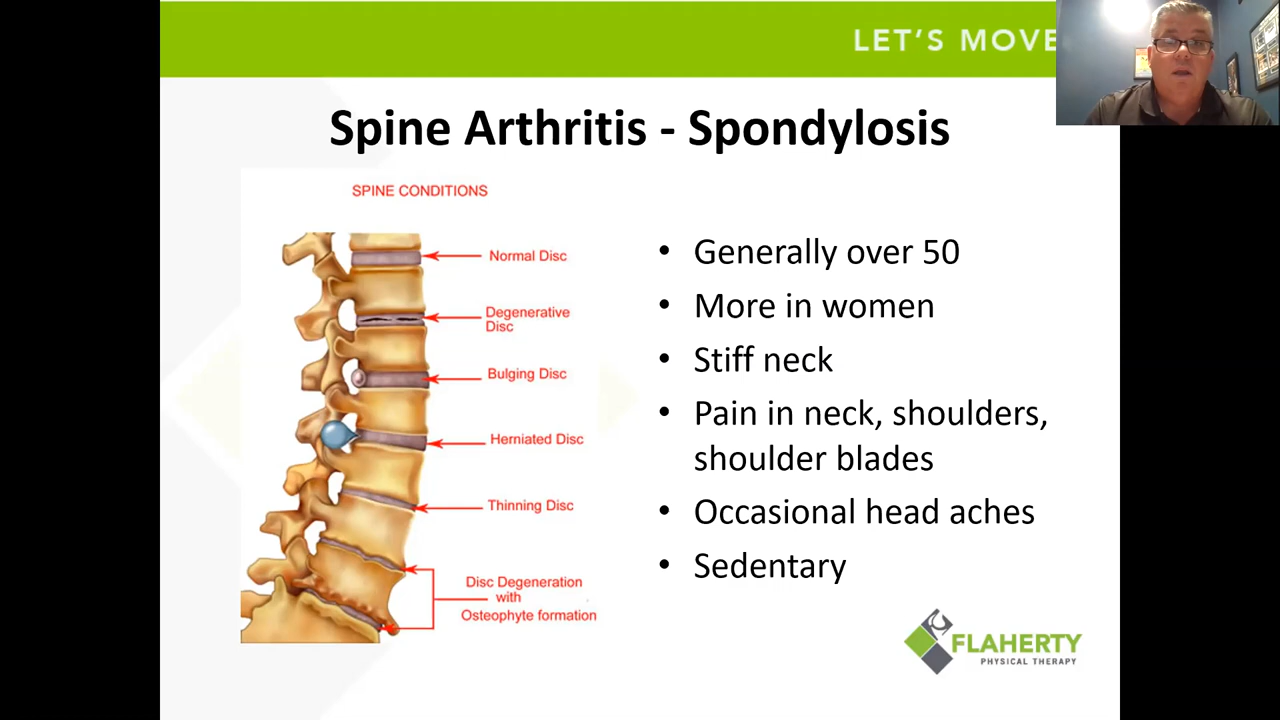 LET'S MOVE
Spine Arthritis - Spondylosis
SPINE CONDITIONS
Normal Disc
Degenerative
Disc
Bulging Disc
Herniated Disc
Thinning Disc
Disc Degeneration
with
Osteophyte formation
• Generally over 50
• More in women
• Stiff neck
• Pain in neck, shoulders,
shoulder blades
• Occasional head aches
• Sedentary
FLAHERTY
PHYSICAL THERAPY